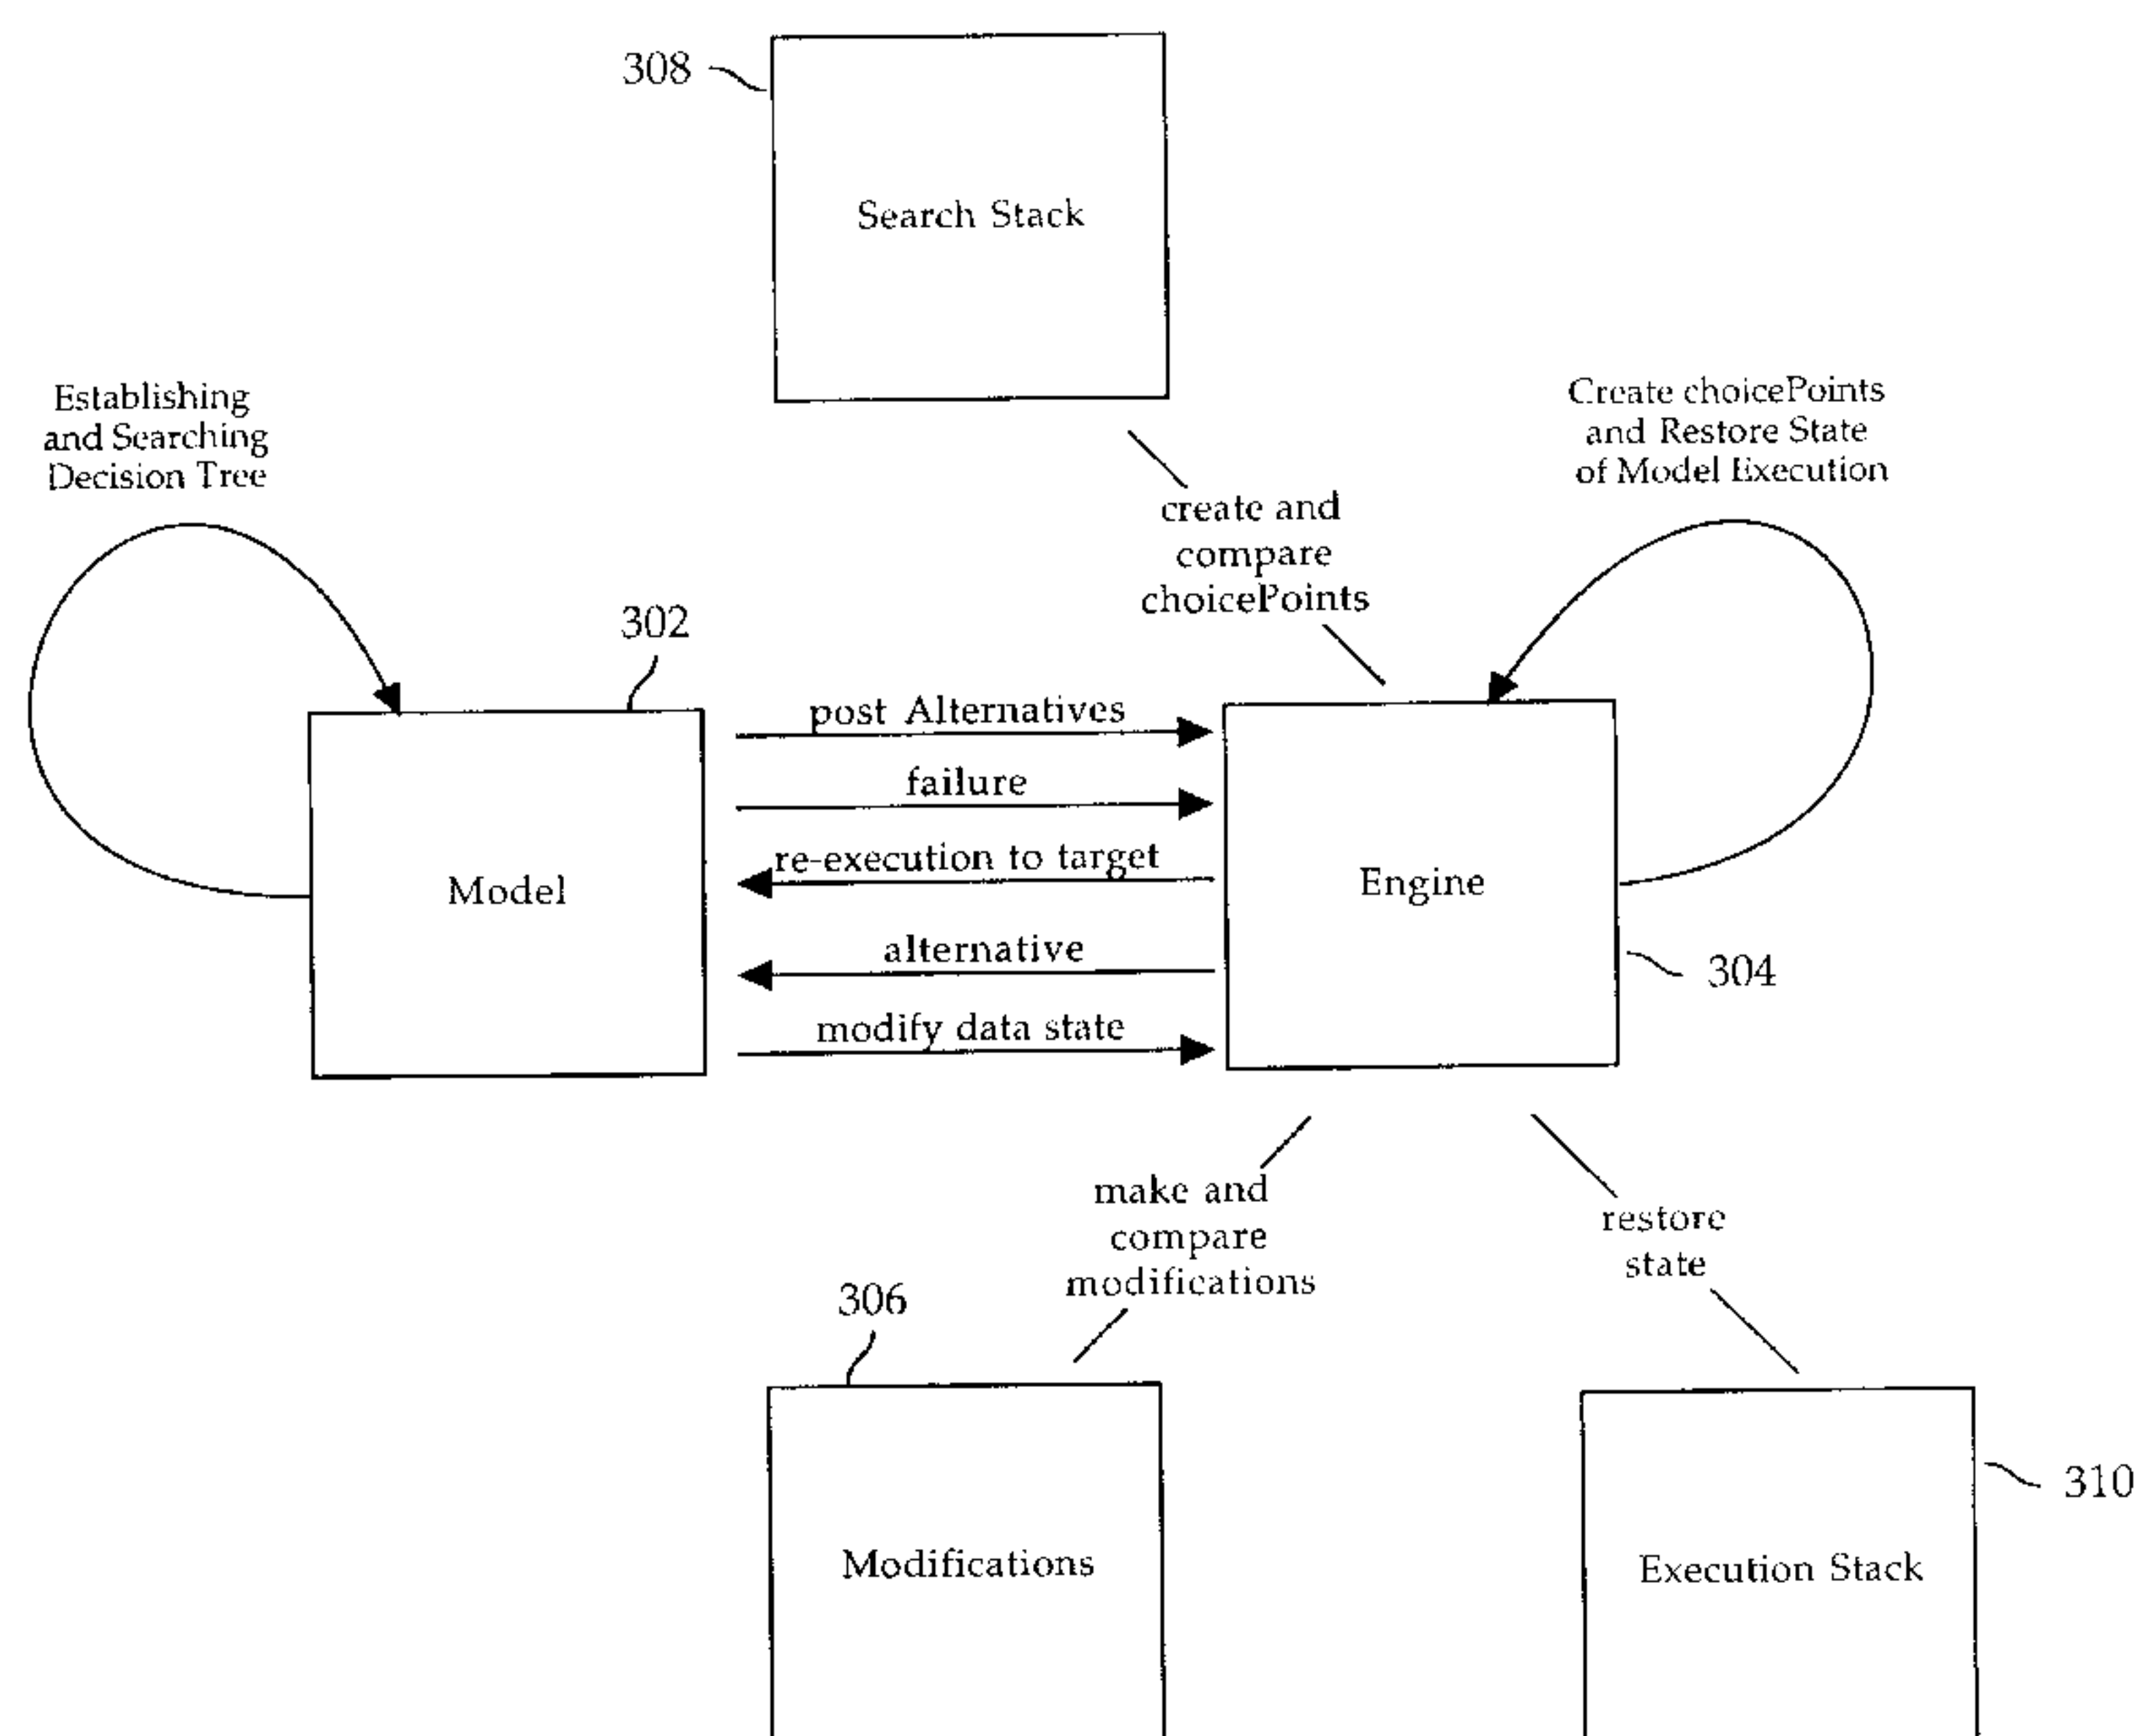 308
Search Stack
Establishing
and Searching
Decision Tree
Create choicePoints
and Restore State
of Model Execution
create and
compare
choicePoints
302
post Alternatives
failure
re-execution to target
alternative
modify data state
Model
Engine
304
make and
compare
modifications
restore
state
306
Modifications
310
Execution Stack